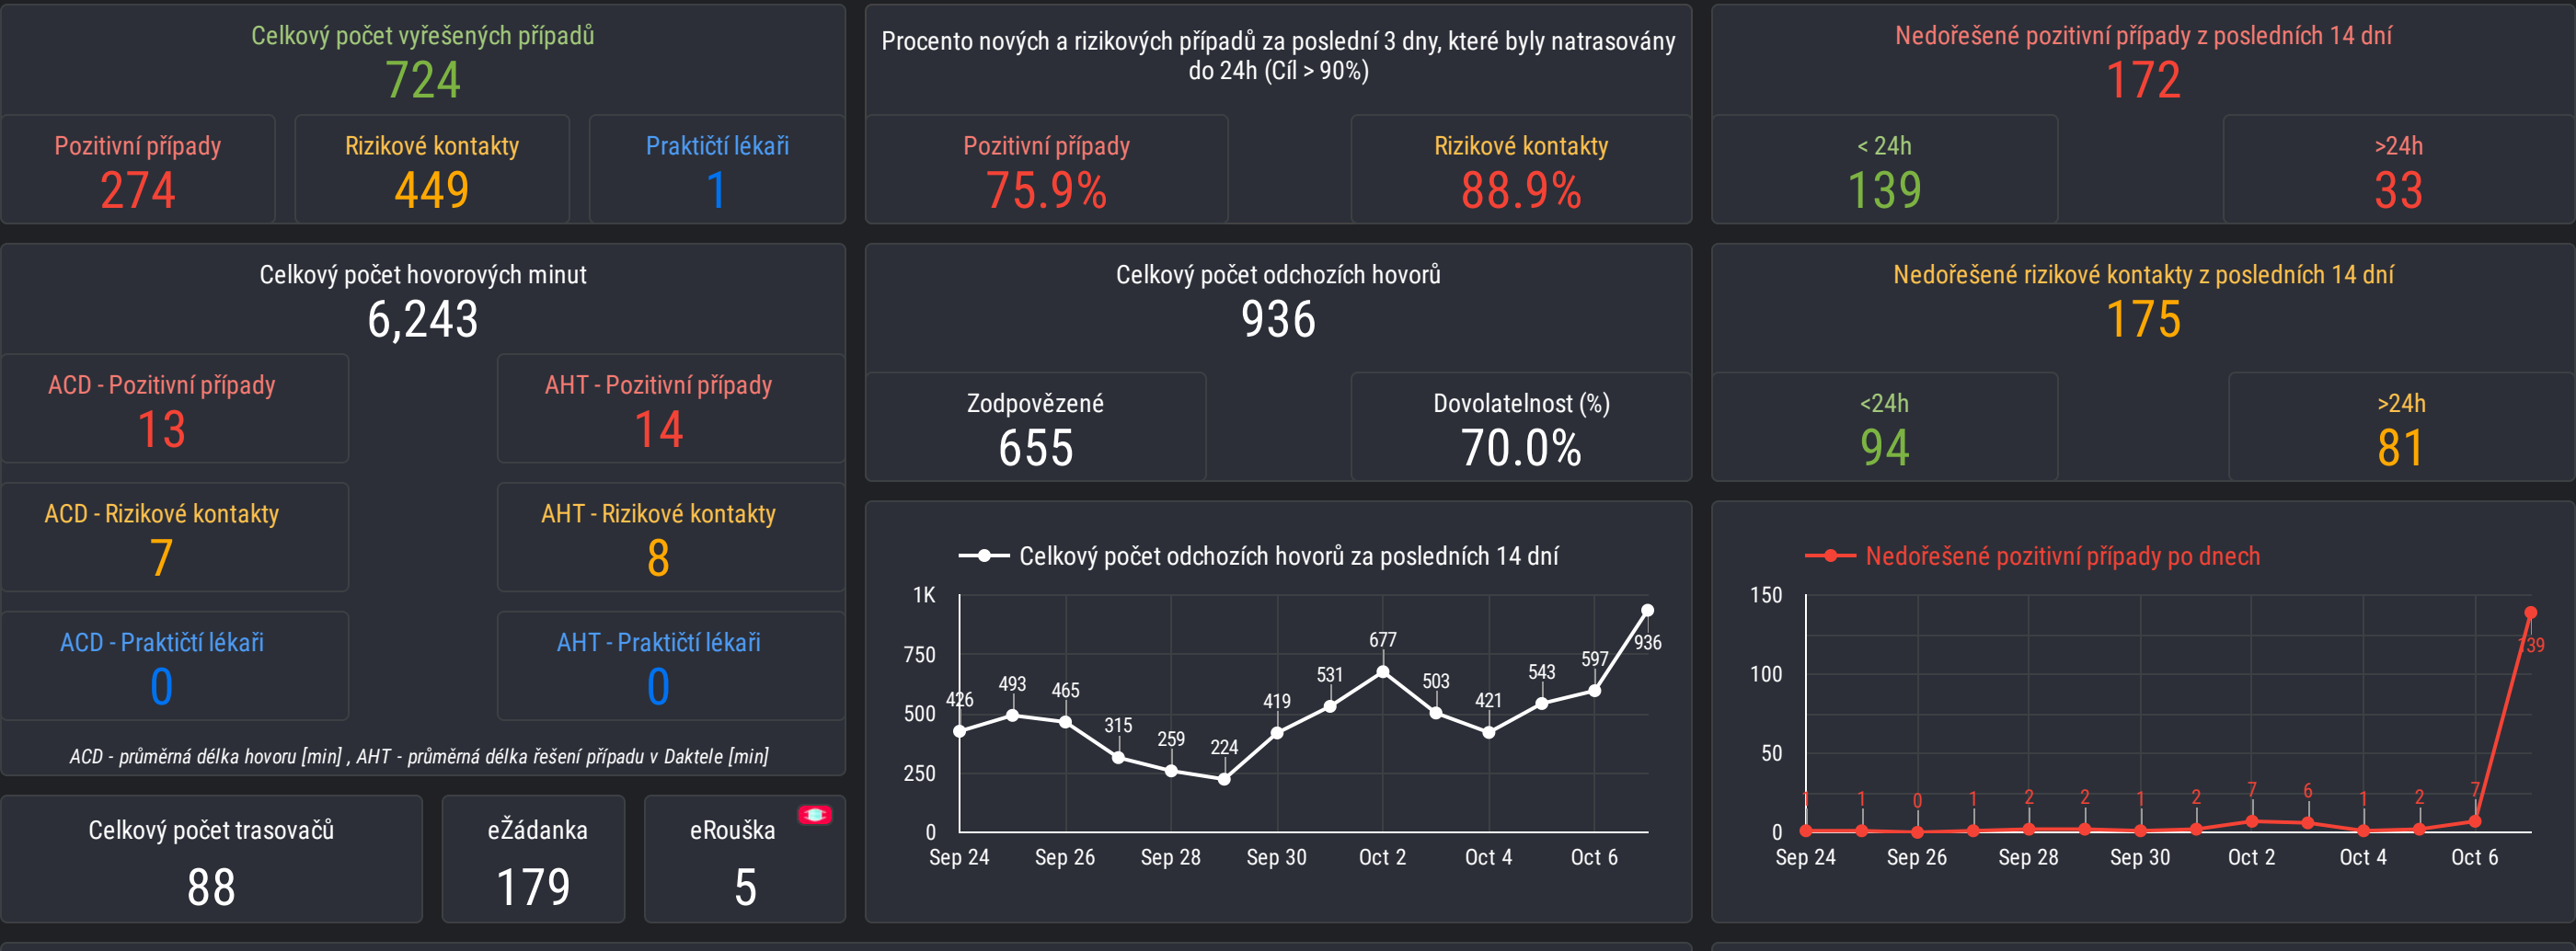 Celkový počet vyřešených případů
724
Pozitivní případy
274
Rizikové kontakty
449
Praktičtí lékaři
1
Procento nových a rizikových případů za poslední 3 dny, které byly natrasovány
do 24h (Cíl > 90%)
Pozitivní případy
75.9%
Rizikové kontakty
88.9%
Nedořešené pozitivní případy z posledních 14 dní
172
< 24h
139
>24h
33
Celkový počet hovorových minut
6,243
ACD - Pozitivní případy
13
AHT - Pozitivní případy
14
ACD - Rizikové kontakty
7
AHT - Rizikové kontakty
8
ACD - Praktičtí lékaři
0
AHT - Praktičtí lékaři
0
ACD - průměrná délka hovoru [min] , AHT - průměrná délka řešení případu v Daktele [min]
Celkový počet odchozích hovorů
936
Zodpovězené
655
Dovolatelnost (%)
70.0%
Nedořešené rizikové kontakty z posledních 14 dní
175
<24h
94
>24h
81
Celkový počet trasovačů
88
eŽádanka
179
eRouška
5
Celkový počet odchozích hovorů za posledních 14 dní
1K
750
500
250
0
426
493
465
315
259
224
419
531
677
503
421
543
597
936
Sep 24
Sep 26
Sep 28
Sep 30
Oct 2
Oct 4
Oct 6
Nedořešené pozitivní případy po dnech
150
100
50
0
1
1
0
1
2
2
1
2
7
6
1
2
7
139
Sep 24
Sep 26
Sep 28
Sep 30
Oct 2
Oct 4
Oct 6